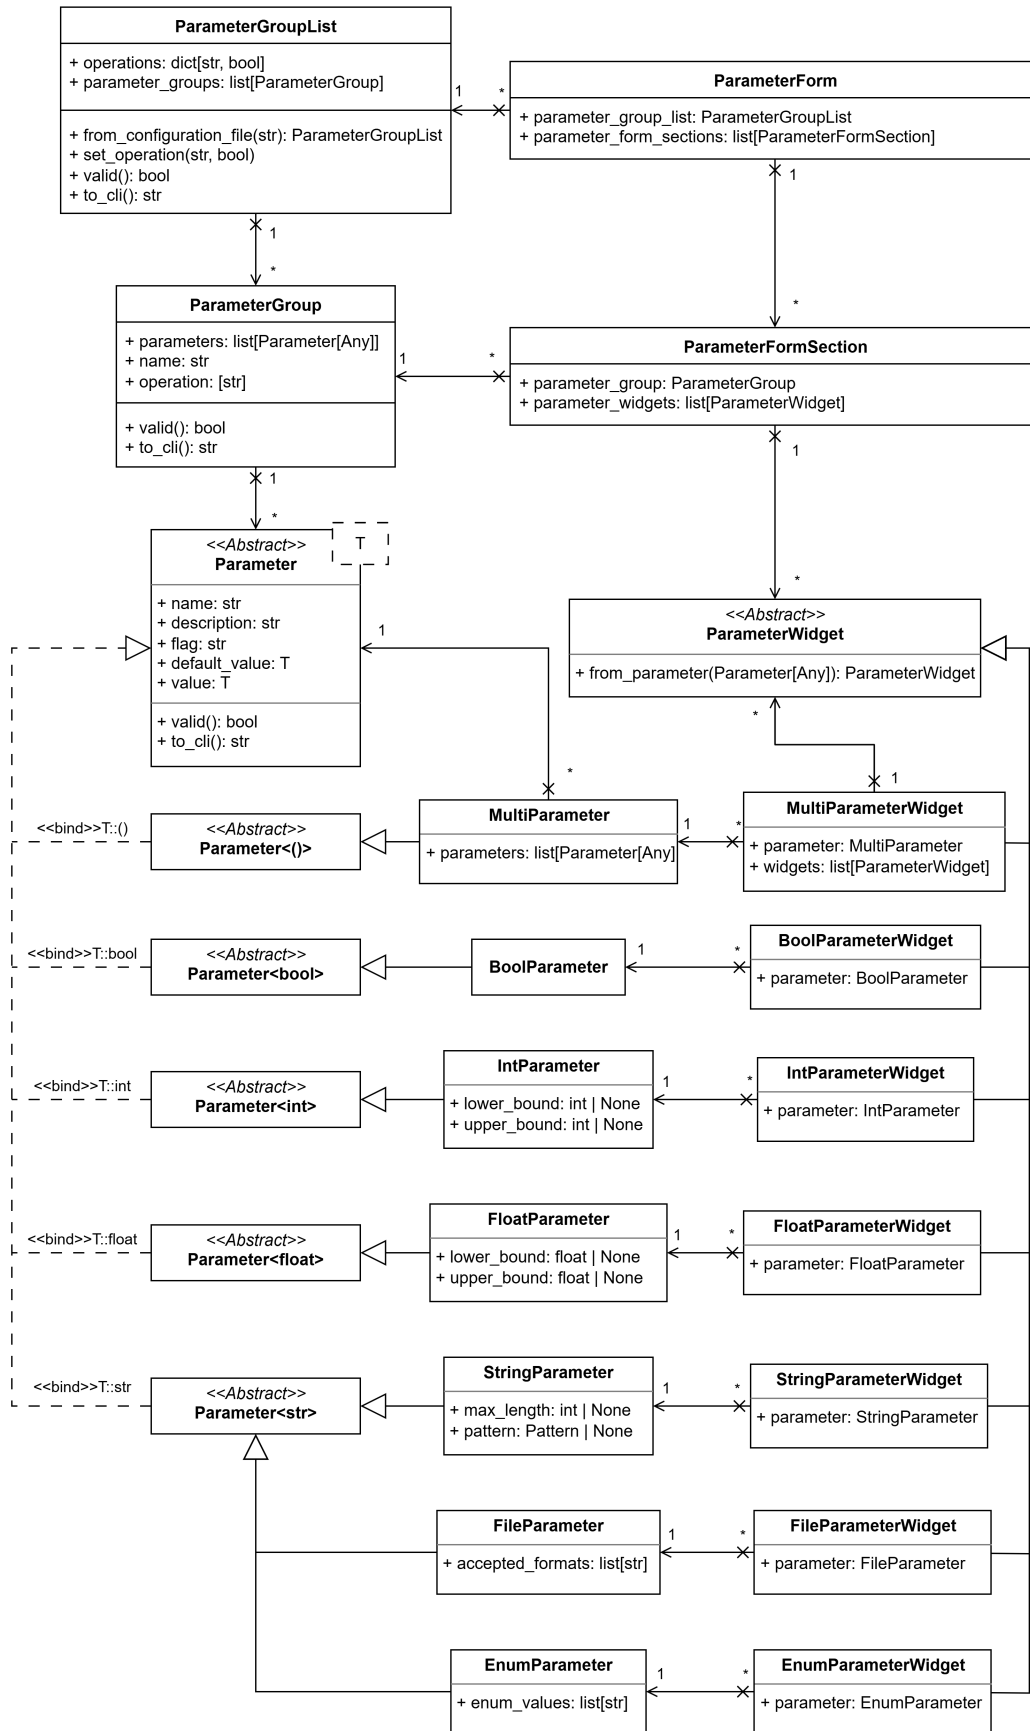 ParameterGroupList
+ operations: dict[str, bool]
+ parameter_groups: list[ParameterGroup]
+ from_configuration_file(str): ParameterGroupList
+ set_operation(str, bool)
+ valid(): bool
+ to_cli(): str
1
*
ParameterForm
+ parameter_group_list: ParameterGroupList
+ parameter_form_sections: list[ParameterFormSection]
1
*
1
*
ParameterGroup
+ parameters: list[Parameter[Any]]
+ name: str
+ operation: [str]
+ valid(): bool
+ to_cli(): str
1
*
ParameterFormSection
+ parameter_group: ParameterGroup
+ parameter_widgets: list[ParameterWidget]
1
*
1
*
<<Abstract>>
Parameter
T
+ name: str
+ description: str
+ flag: str
+ default_value: T
+ value: T
+ valid(): bool
+ to_cli(): str
1
*
<<Abstract>>
ParameterWidget
+ from_parameter(Parameter[Any]): ParameterWidget
*
1
<<bind>>T::()
<<Abstract>>
Parameter<()>
MultiParameter
+ parameters: list[Parameter[Any]
1
*
MultiParameterWidget
+ parameter: MultiParameter
+ widgets: list[ParameterWidget]
<<bind>>T::bool
<<Abstract>>
Parameter<bool>
BoolParameter
1
*
BoolParameterWidget
+ parameter: BoolParameter
<<bind>>T::int
<<Abstract>>
Parameter<int>
IntParameter
+ lower_bound: int | None
+ upper_bound: int | None
1
*
IntParameterWidget
+ parameter: IntParameter
<<bind>>T::float
<<Abstract>>
Parameter<float>
FloatParameter
+ lower_bound: float | None
+ upper_bound: float | None
1
*
FloatParameterWidget
+ parameter: FloatParameter
<<bind>>T::str
<<Abstract>>
Parameter<str>
StringParameter
+ max_length: int | None
+ pattern: Pattern | None
1
*
StringParameterWidget
+ parameter: StringParameter
FileParameter
+ accepted_formats: list[str]
1
*
FileParameterWidget
+ parameter: FileParameter
EnumParameter
+ enum_values: list[str]
1
*
EnumParameterWidget
+ parameter: EnumParameter